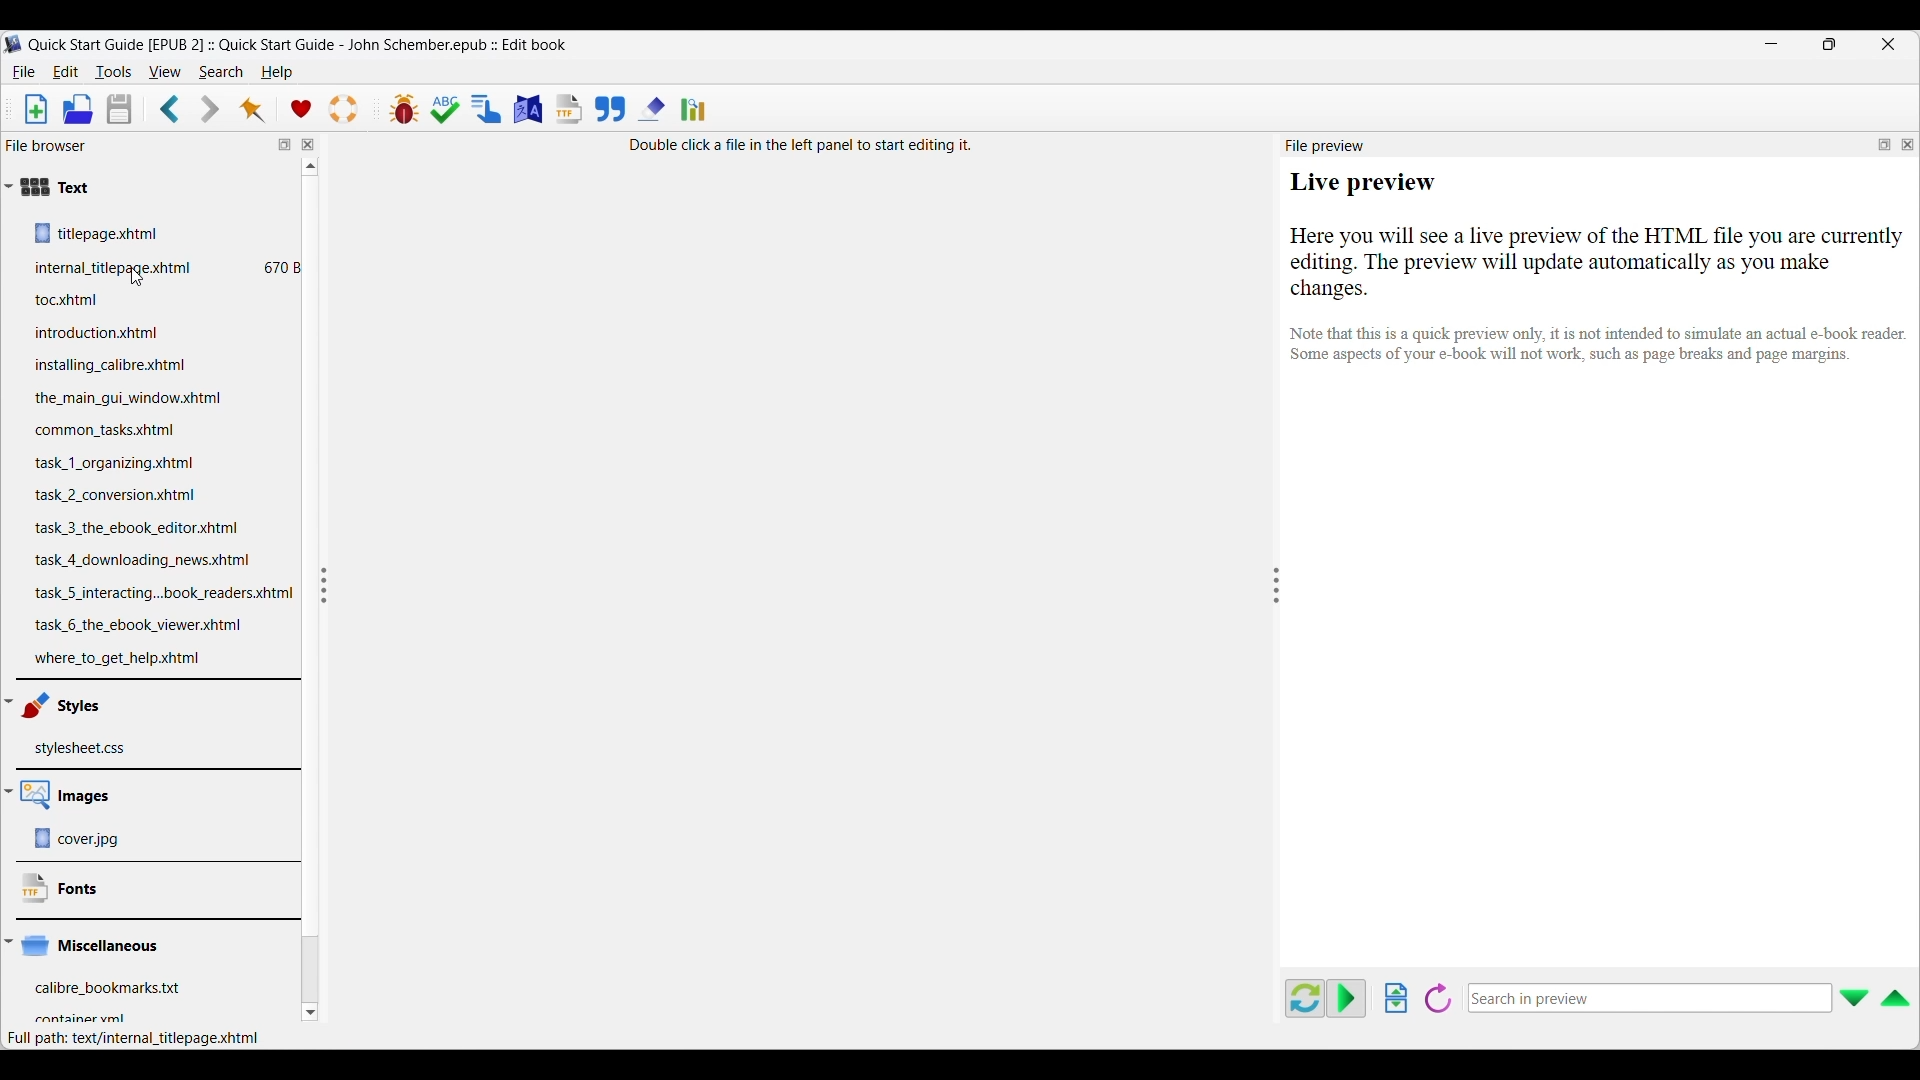 Quick Start Guide [EPUB 2] :: Quick Start Guide - John Schember.epub :: Edit book
File Edit Tools View Search Help
ABC
A
TTF
File browser
Text
titlepage.xhtml
internal_titlepage.xhtml 670 B
toc.xhtml
introduction.xhtml
installing_calibre.xhtml
the_main_gui_window.xhtml
common_tasks.xhtml
task_1_organizing.xhtml
task_2_conversion.xhtml
task_3_the_ebook_editor.xhtml
task_4_downloading_news.xhtml
task_5_interacting...book_readers.xhtml
task_6_the_ebook_viewer.xhtml
where_to_get_help.xhtml
Styles
stylesheet.css
Images
cover.jpg
TTF
Fonts
Miscellaneous
calibre_bookmarks.txt
container.xml
Full path: text/internal_titlepage.xhtml
Double click a file in the left panel to start editing it.
File preview
Live preview
Here you will see a live preview of the HTML file you are currently
editing. The preview will update automatically as you make
changes.
Note that this is a quick preview only, it is not intended to simulate an actual e-book reader.
Some aspects of your e-book will not work, such as page breaks and page margins.
Search in preview